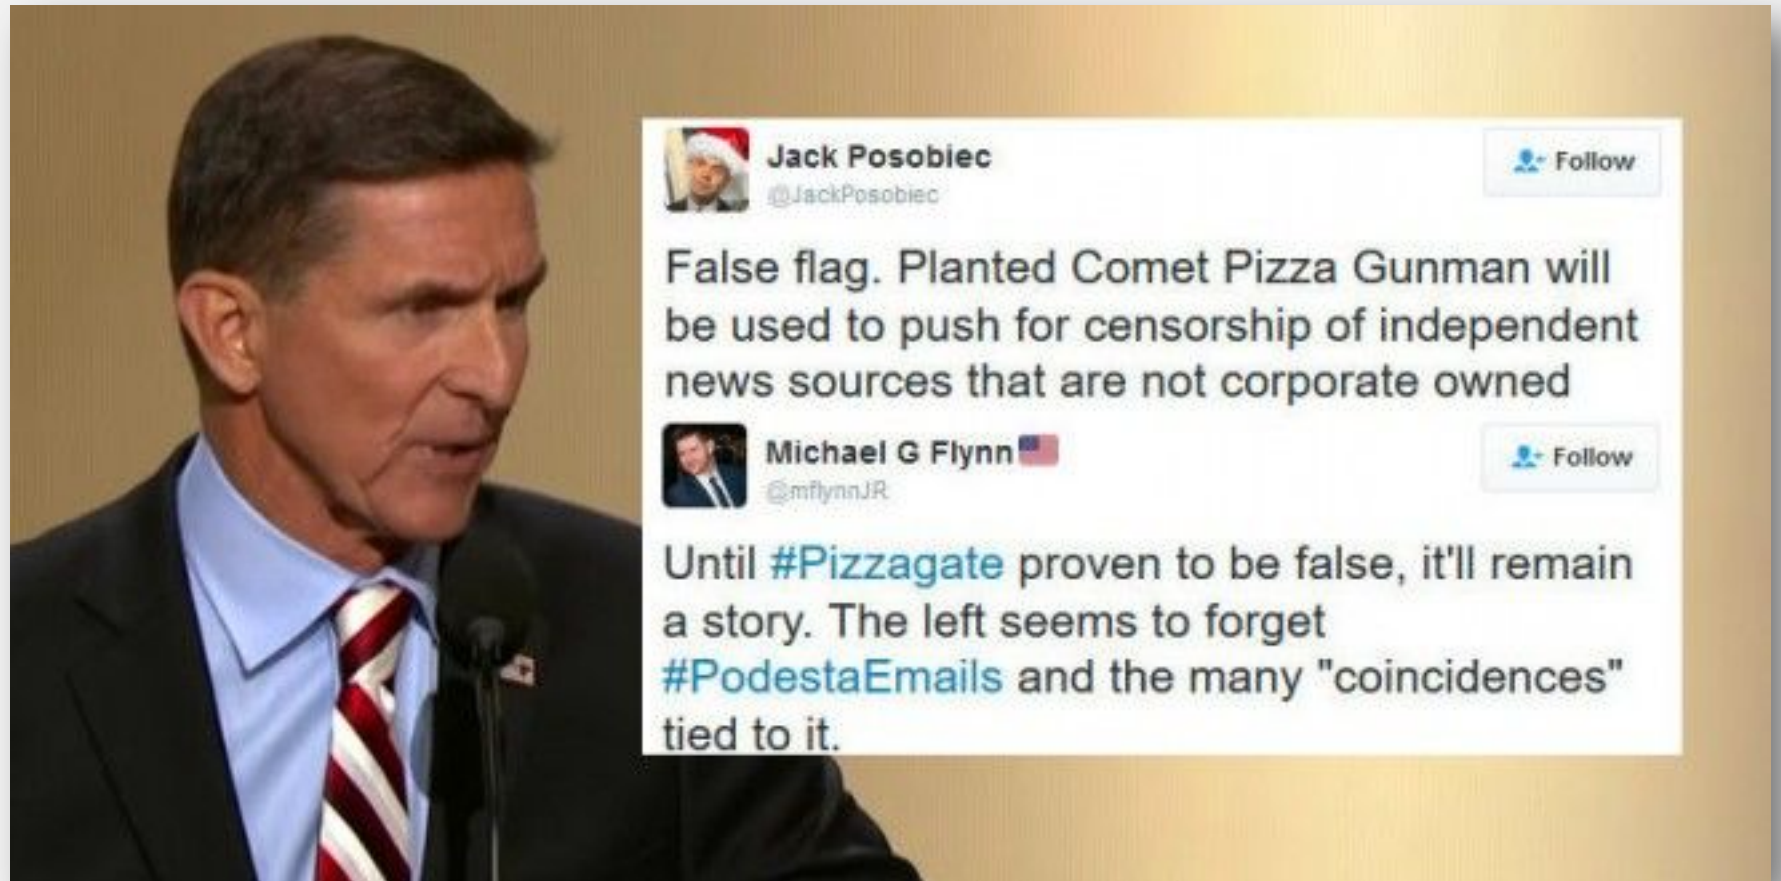 Jack Posobiec
@JackPosobiec
Follow
False flag. Planted Comet Pizza Gunman will
be used to push for censorship of independent
news sources that are not corporate owned
Michael G Flynn
@mflynnJR
Follow
Until #Pizzagate proven to be false, it'll remain
a story. The left seems to forget
#PodestaEmails and the many "coincidences"
tied to it.